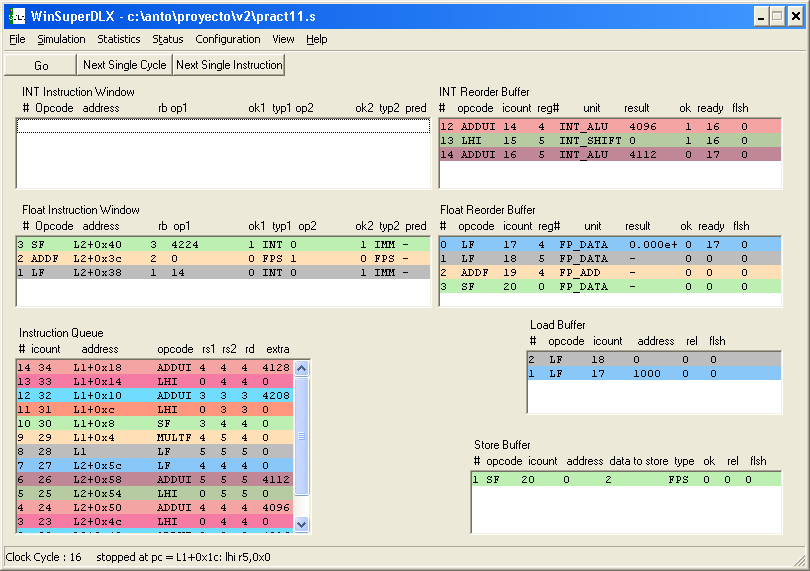 WinSuperDLX - c:\anto\proyecto\v2\pract11.s
File Simulation Statistics Status Configuration View Help
Go Next Single Cycle Next Single Instruction
INT Instruction Window
# Opcode address rb op1 ok1 typ1 op2 ok2 typ2 pred
INT Reorder Buffer
# opcode icount reg# unit result ok ready flsh
12 ADDUI 14 4 INT_ALU 4096 1 16 0
13 LHI 15 5 INT_SHIFT 0 1 16 0
14 ADDUI 16 5 INT_ALU 4112 0 17 0
Float Instruction Window
# Opcode address rb op1 ok1 typ1 op2 ok2 typ2 pred
3 SF L2+0x40 3 4224 1 INT 0 1 IMM -
2 ADDF L2+0x3c 2 0 0 FPS 1 0 FPS -
1 LF L2+0x38 1 14 0 INT 0 1 IMM -
Float Reorder Buffer
# opcode icount reg# unit result ok ready flsh
0 LF 17 4 FP_DATA 0.000e+ 0 17 0
1 LF 18 5 FP_DATA - 0 0 0
2 ADDF 19 4 FP_ADD - 0 0 0
3 SF 20 0 FP_DATA - 0 0 0
Instruction Queue
# icount address opcode rs1 rs2 rd extra
14 34 L1+0x18 ADDUI 4 4 4 4128
13 33 L1+0x14 LHI 0 4 4 0
12 32 L1+0x10 ADDUI 3 3 3 4208
11 31 L1+0xc LHI 0 3 3 0
10 30 L1+0x8 SF 3 4 0 0
9 29 L1+0x4 MULTF 4 5 4 0
8 28 L1 LF 5 5 5 0
7 27 L2+0x5c LF 4 4 4 0
6 26 L2+0x58 ADDUI 5 5 5 4112
5 25 L2+0x54 LHI 0 5 5 0
4 24 L2+0x50 ADDUI 4 4 4 4096
3 23 L2+0x4c LHI 0 4 4 0
Load Buffer
# opcode icount address rel flsh
2 LF 18 0 0 0
1 LF 17 1000 0 0
Store Buffer
# opcode icount address data to store type ok rel flsh
1 SF 20 0 2 FPS 0 0 0
Clock Cycle : 16 stopped at pc = L1+0x1c: lhi r5,0x0